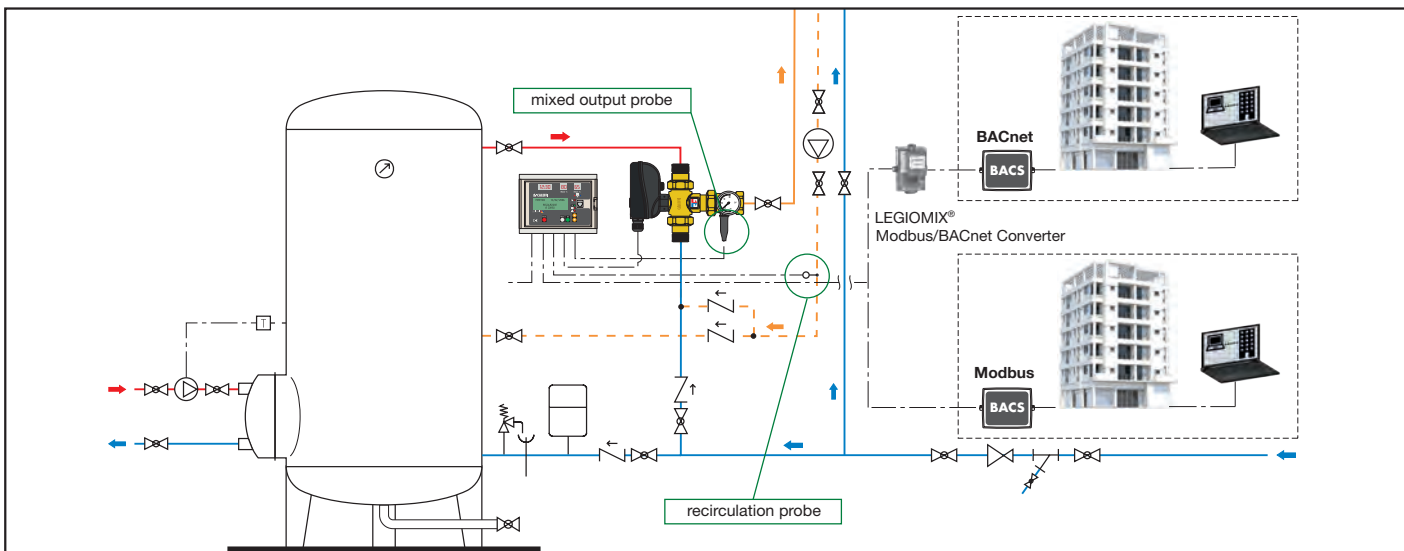 mixed output probe
BACnet
BACS
LEGIOMIX®
Modbus/BACnet Converter
T
Modbus
BACS
recirculation probe